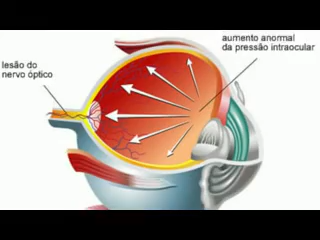 aumento anormal
da pressão intraocular
lesão do
nervo óptico